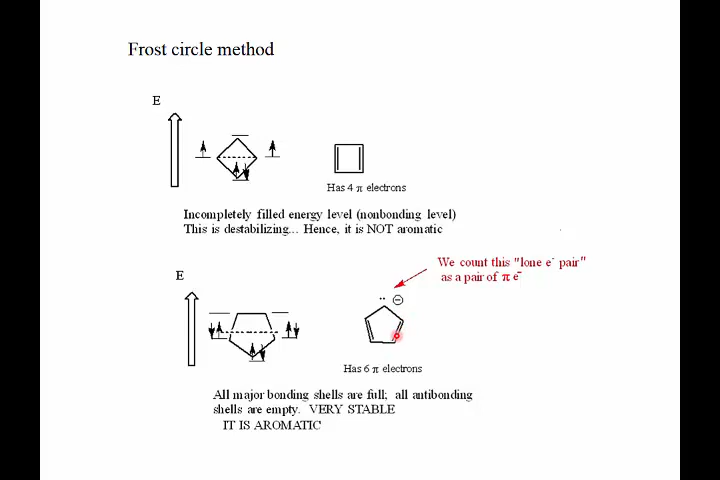 Frost circle method
E
Has 4 π electrons
Incompletely filled energy level (nonbonding level)
This is destabilizing... Hence, it is NOT aromatic
E
We count this "lone e⁻ pair"
as a pair of π e⁻
Has 6 π electrons
All major bonding shells are full; all antibonding
shells are empty. VERY STABLE
IT IS AROMATIC